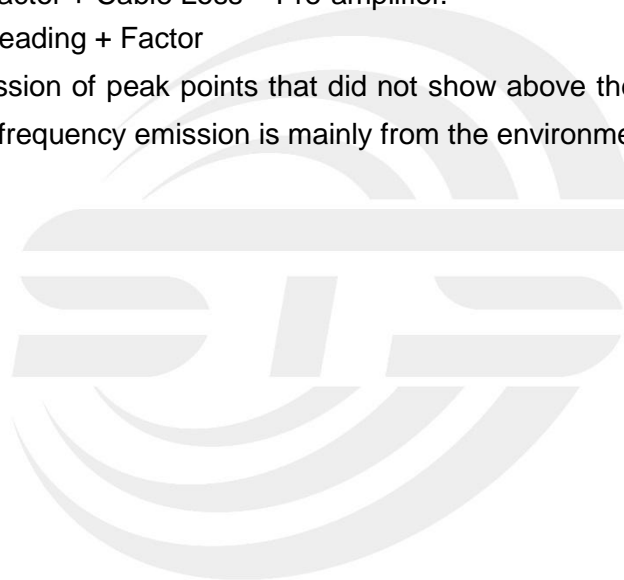 actor + Cable Loss – Pre-amplifier.
eading + Factor
ssion of peak points that did not show above the
frequency emission is mainly from the environme
STS